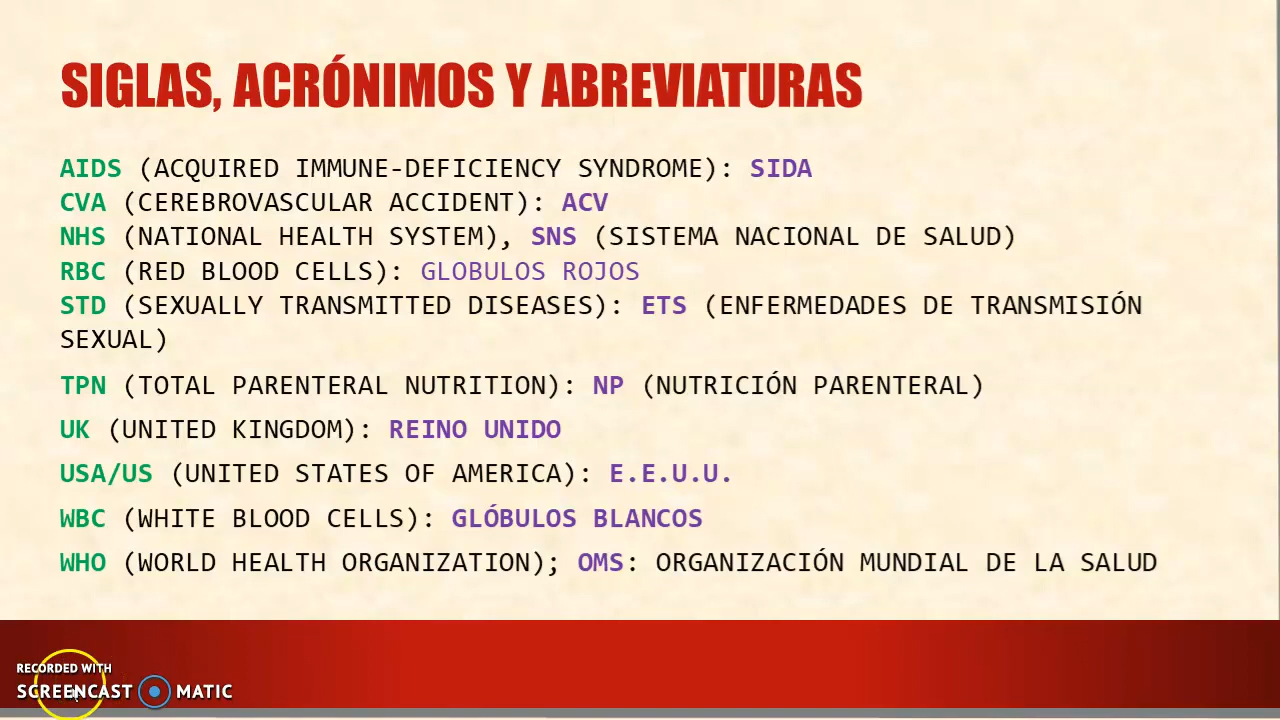 SIGLAS, ACRÓNIMOS Y ABREVIATURAS
AIDS (ACQUIRED IMMUNE-DEFICIENCY SYNDROME): SIDA
CVA (CEREBROVASCULAR ACCIDENT): ACV
NHS (NATIONAL HEALTH SYSTEM), SNS (SISTEMA NACIONAL DE SALUD)
RBC (RED BLOOD CELLS): GLOBULOS ROJOS
STD (SEXUALLY TRANSMITTED DISEASES): ETS (ENFERMEDADES DE TRANSMISIÓN
SEXUAL)
TPN (TOTAL PARENTERAL NUTRITION): NP (NUTRICIÓN PARENTERAL)
UK (UNITED KINGDOM): REINO UNIDO
USA/US (UNITED STATES OF AMERICA): E.E.U.U.
WBC (WHITE BLOOD CELLS): GLÓBULOS BLANCOS
WHO (WORLD HEALTH ORGANIZATION); OMS: ORGANIZACIÓN MUNDIAL DE LA SALUD
RECORDED WITH
SCREENCAST MATIC